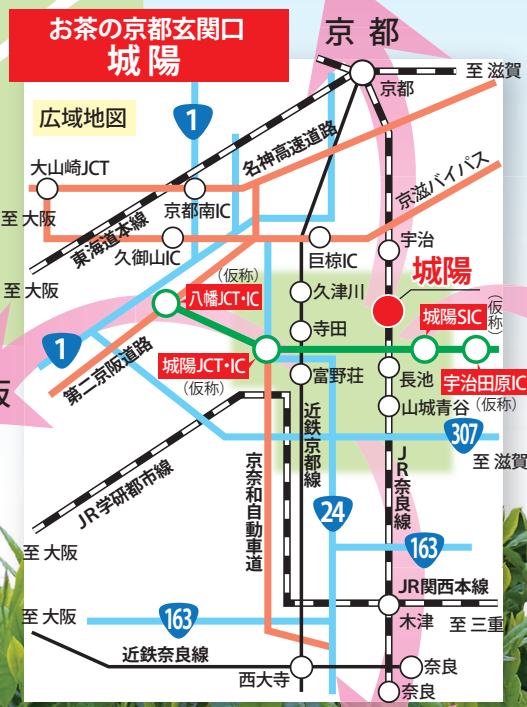 お茶の京都玄関口
城陽
京都
広域地図
1
京都
至 滋賀
名神高速道路
大山崎JCT
京滋バイパス
京都南IC
至 大阪
東海道本線
久御山IC
巨椋IC
宇治
城陽
至 大阪
(仮称)
八幡JCT・IC
久津川
城陽SIC
(仮称)
寺田
1
第二京阪道路
城陽JCT・IC
(仮称)
富野荘
長池
宇治田原IC
(仮称)
山城青谷
阪
307
至 滋賀
近鉄京都線
JR奈良線
京奈和自動車道
JR学研都市線
24
163
至 大阪
JR関西本線
至 大阪
163
木津
至 三重
近鉄奈良線
西大寺
奈良
奈良